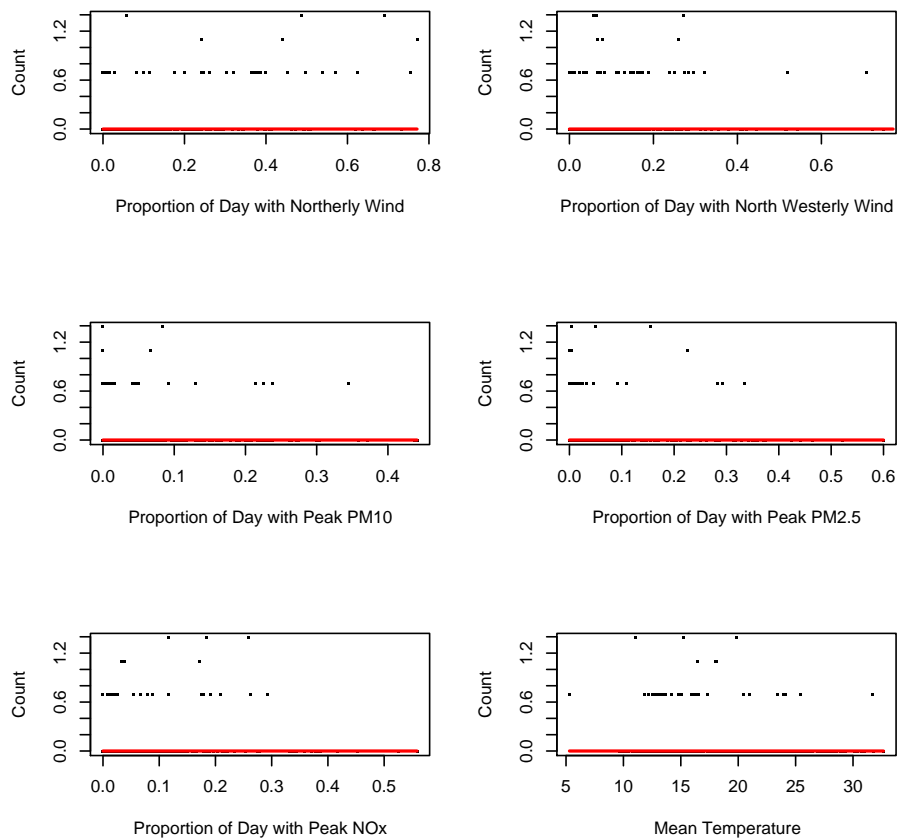 Count
0.0 0.6 1.2
0.0 0.2 0.4 0.6 0.8
Proportion of Day with Northerly Wind
Count
0.0 0.6 1.2
0.0 0.2 0.4 0.6
Proportion of Day with North Westerly Wind
Count
0.0 0.6 1.2
0.0 0.1 0.2 0.3 0.4
Proportion of Day with Peak PM10
Count
0.0 0.6 1.2
0.0 0.1 0.2 0.3 0.4 0.5 0.6
Proportion of Day with Peak PM2.5
Count
0.0 0.6 1.2
0.0 0.1 0.2 0.3 0.4 0.5
Proportion of Day with Peak NOx
Count
0.0 0.6 1.2
5 10 15 20 25 30
Mean Temperature